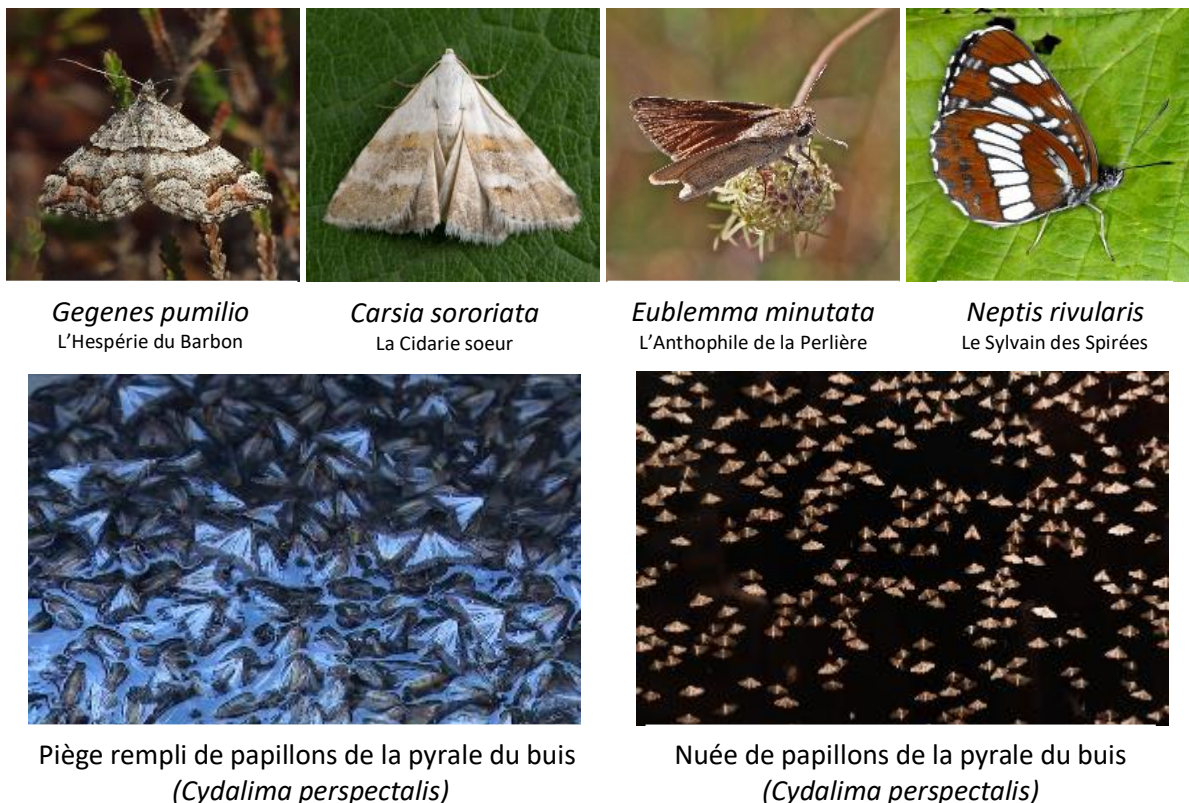 Gegenes pumilio
L’Hespérie du Barbon
Carsia sororiata
La Cidarie soeur
Eublemma minutata
L’Anthophile de la Perlière
Neptis rivularis
Le Sylvain des Spirées
Piège rempli de papillons de la pyrale du buis
(Cydalima perspectalis)
Nuée de papillons de la pyrale du buis
(Cydalima perspectalis)